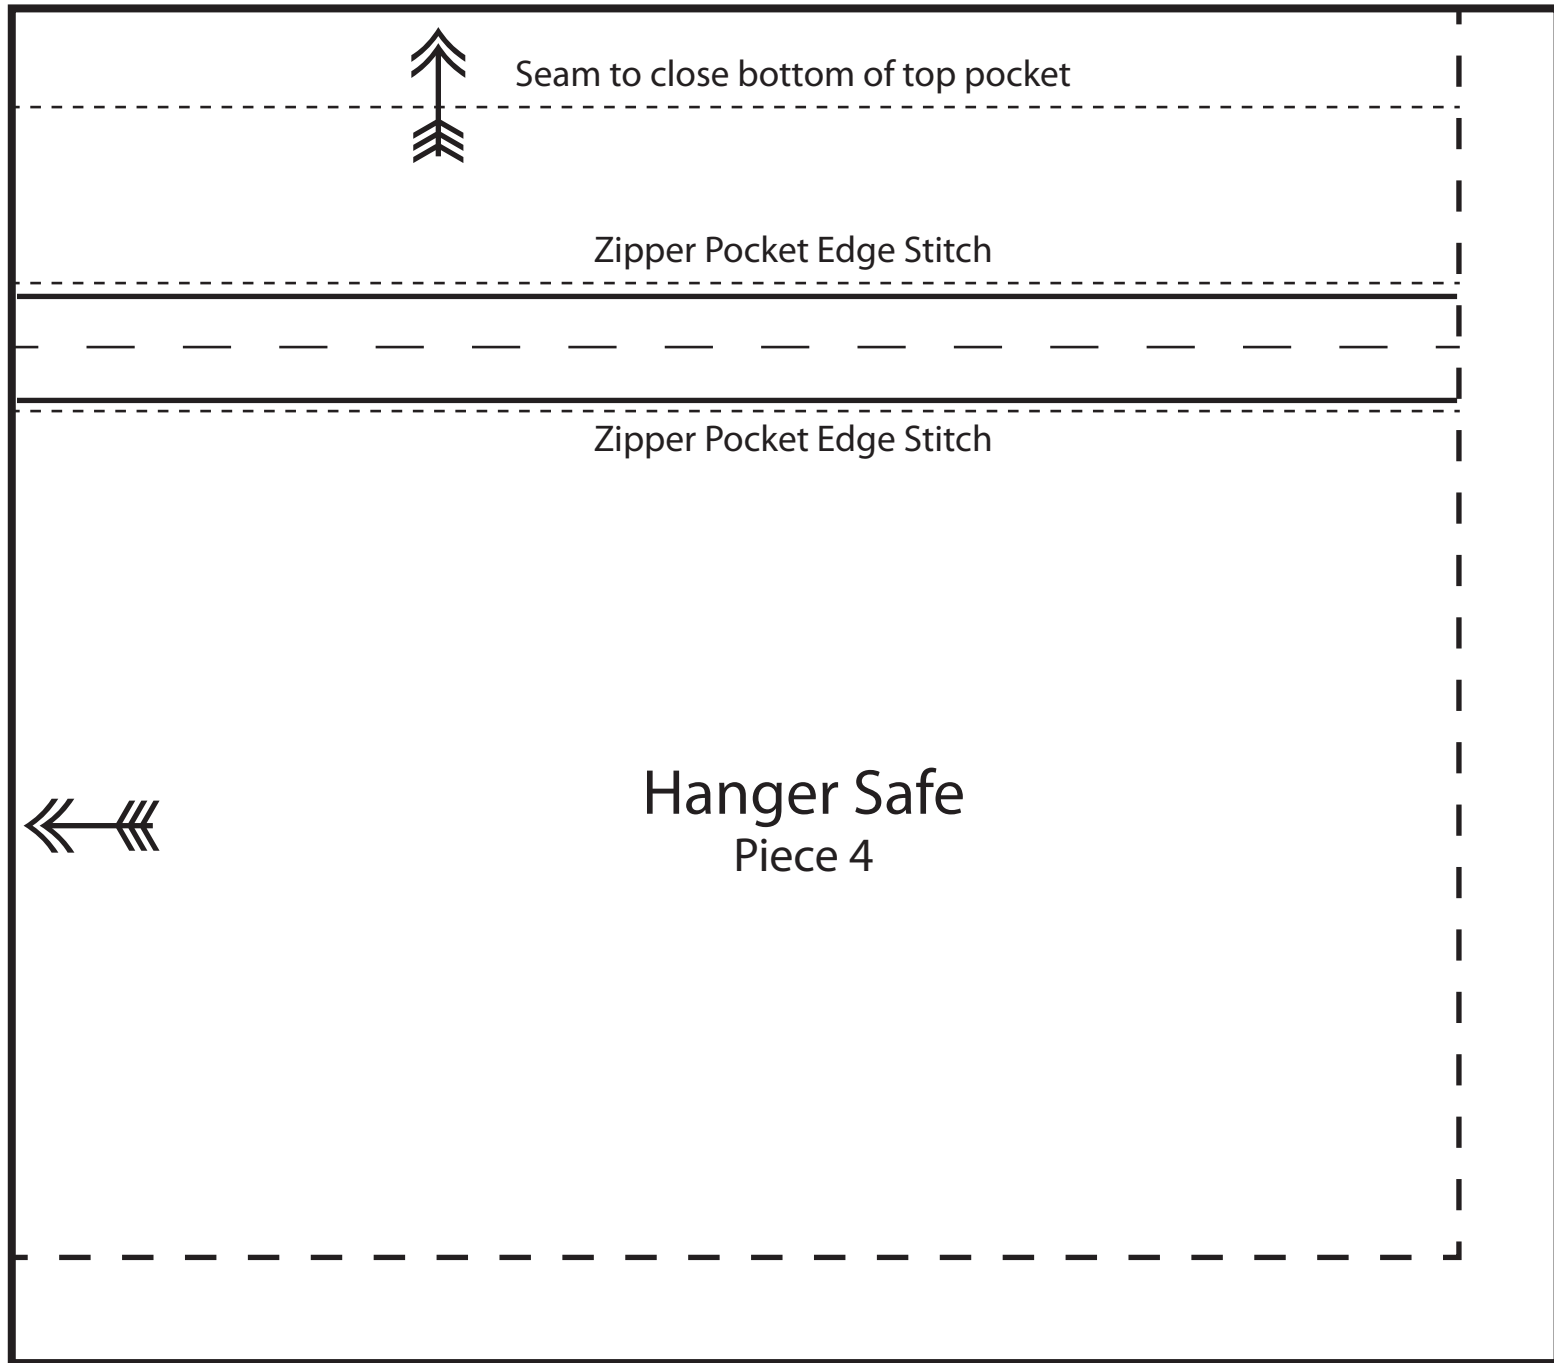 Seam to close bottom of top pocket
Zipper Pocket Edge Stitch
Zipper Pocket Edge Stitch
Hanger Safe
Piece 4